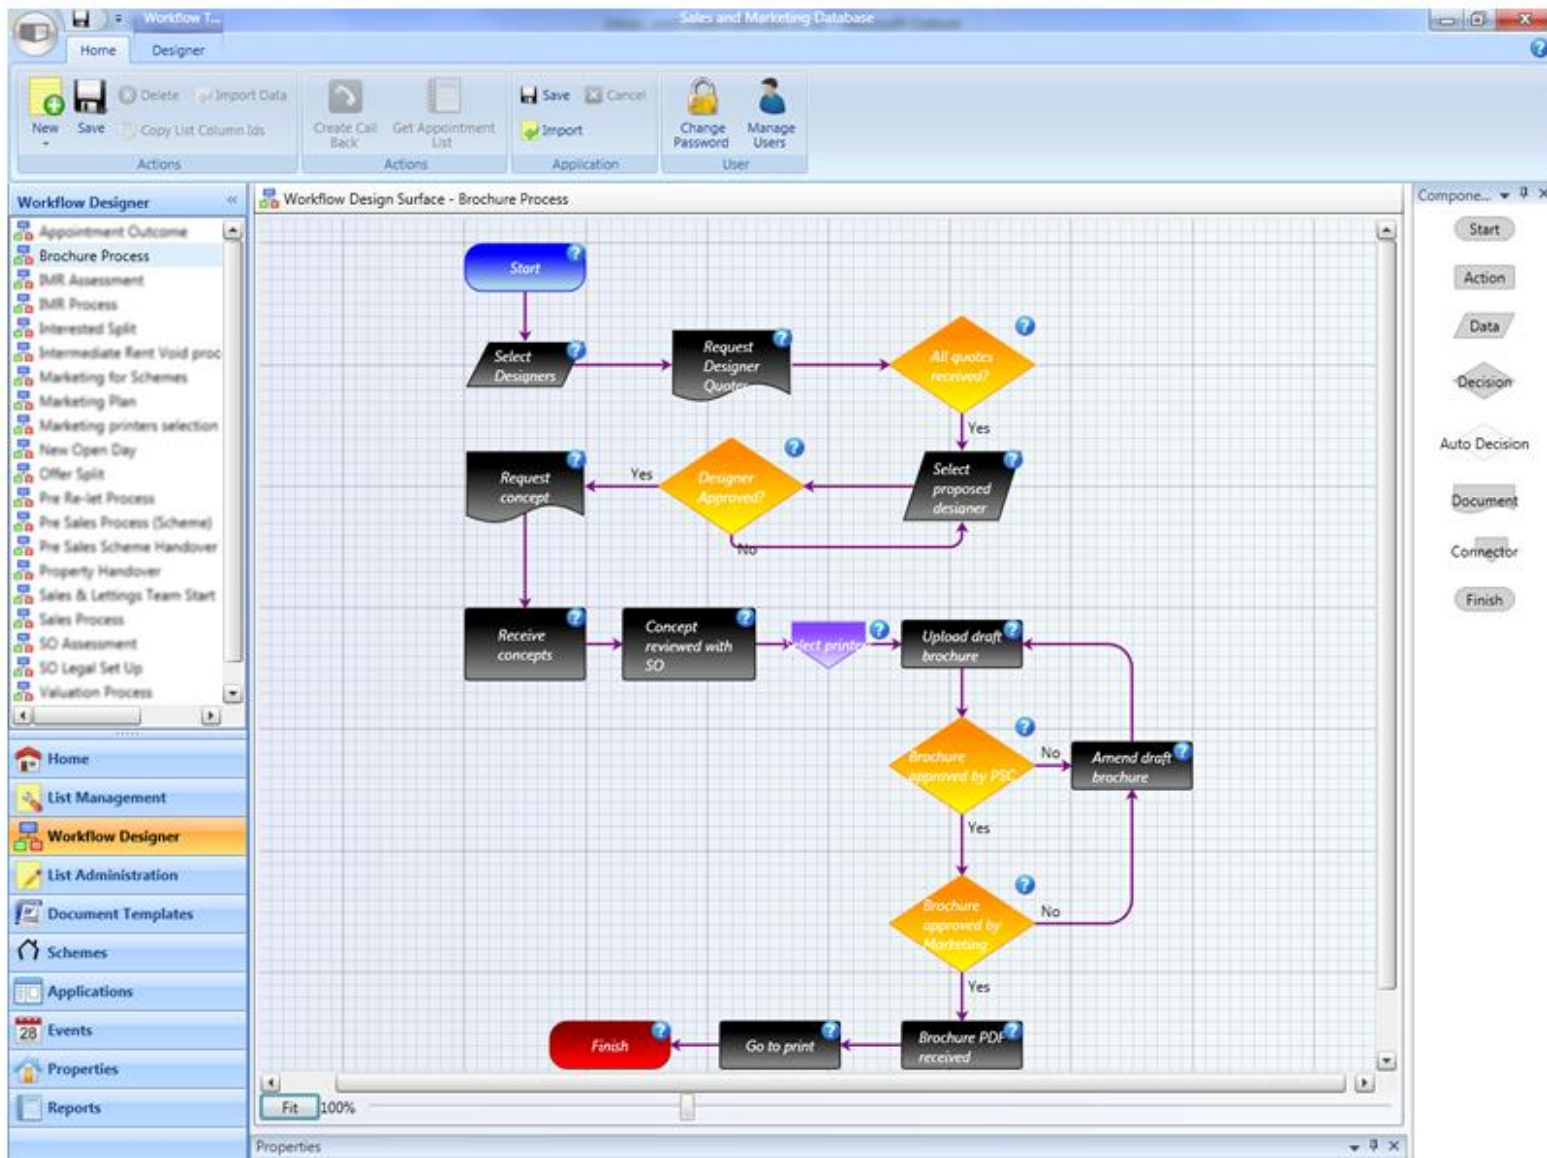 Workflow T...
Sales and Marketing Database
Home
Designer
New
Save
Delete
Import Data
Copy List Column Ids
Actions
Create Call
Back
Get Appointment
List
Actions
Save
Cancel
Import
Application
Change
Password
Manage
Users
User
Workflow Designer
Appointment Outcome
Brochure Process
IMR Assessment
IMR Process
Interested Split
Intermediate Rent Void proc
Marketing for Schemes
Marketing Plan
Marketing printers selection
New Open Day
Offer Split
Pre Re-let Process
Pre Sales Process (Scheme)
Pre Sales Scheme Handover
Property Handover
Sales & Lettings Team Start
Sales Process
SO Assessment
SO Legal Set Up
Valuation Process
Home
List Management
Workflow Designer
List Administration
Document Templates
Schemes
Applications
28
Events
Properties
Reports
Workflow Design Surface - Brochure Process
Start
Select
Designers
Request
Designer
Quotes
All quotes
received?
Yes
Request
concept
Yes
Designer
Approved?
No
Select
proposed
designer
Receive
concepts
Concept
reviewed with
SO
lect printe
Upload draft
brochure
Brochure
approved by PSC
No
Amend draft
brochure
Yes
Brochure
approved by
Marketing
No
Yes
Finish
Go to print
Brochure PDF
received
Fit
100%
Properties
Compone...
Start
Action
Data
Decision
Auto Decision
Document
Connector
Finish